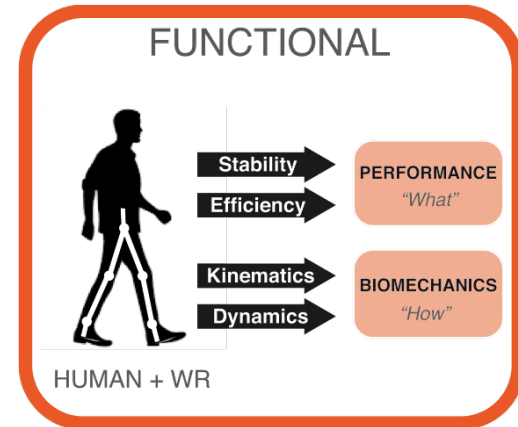 FUNCTIONAL
Stability
Efficiency
PERFORMANCE
"What"
Kinematics
Dynamics
BIOMECHANICS
"How"
HUMAN + WR